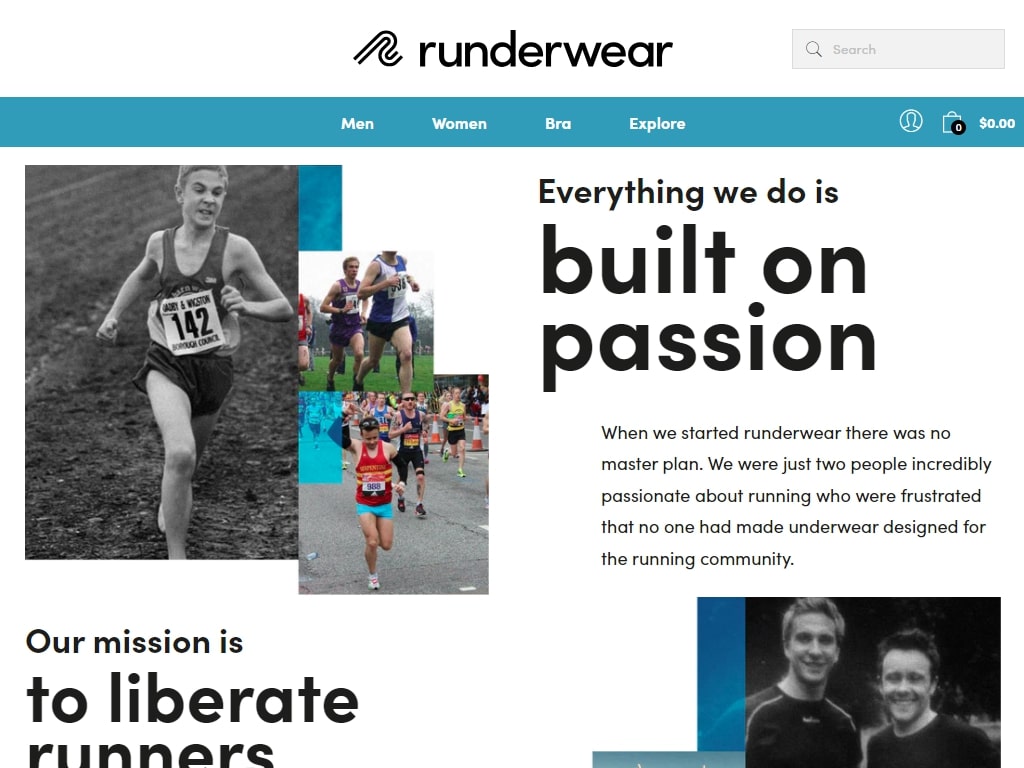 runderwear
Search
Men
Women
Bra
Explore
0
$0.00
Everything we do is
built on
passion
When we started runderwear there was no
master plan. We were just two people incredibly
passionate about running who were frustrated
that no one had made underwear designed for
the running community.
OADBY & WIGSTON
142
BOROUGH COUNCIL
988
Our mission is
to liberate
runners